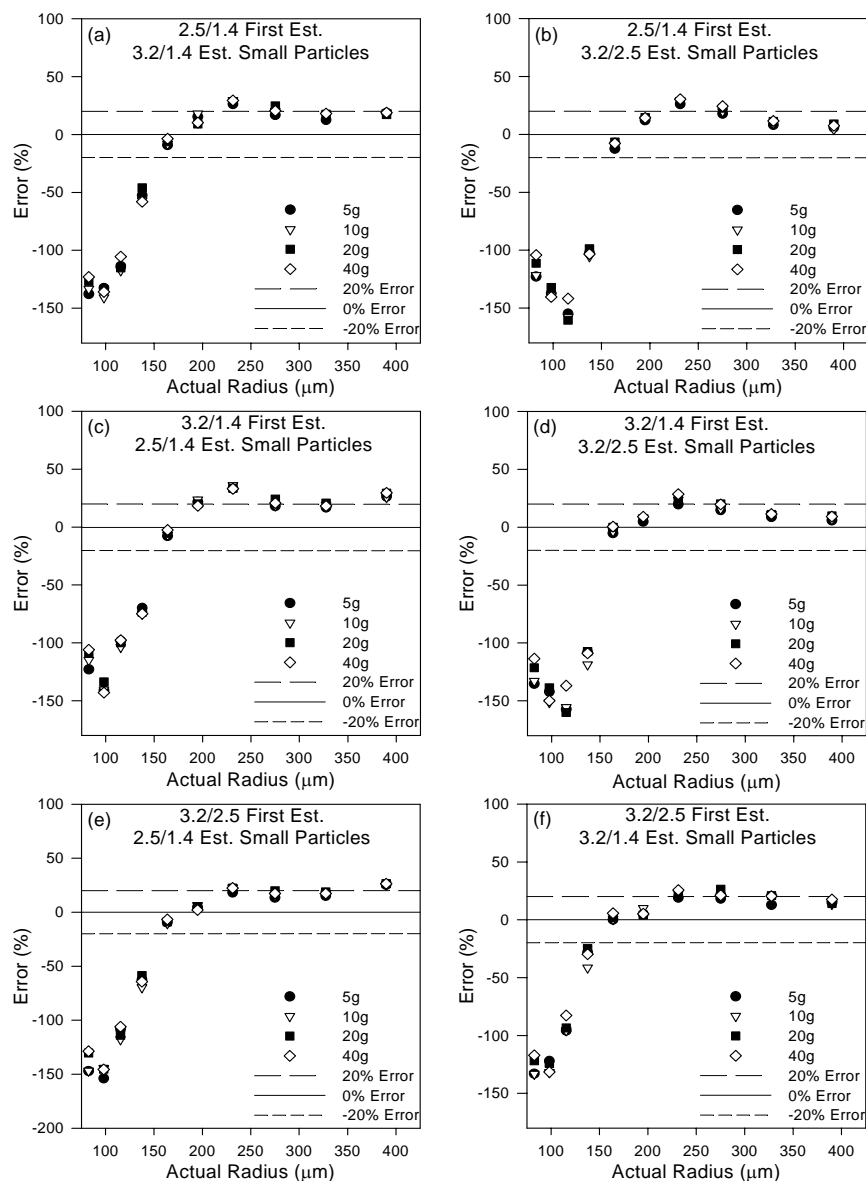 (a)
2.5/1.4 First Est.
3.2/1.4 Est. Small Particles
100
50
0
-50
-100
-150
Error (%)
5g
10g
20g
40g
20% Error
0% Error
-20% Error
100 150 200 250 300 350 400
Actual Radius (μm)
(b)
2.5/1.4 First Est.
3.2/2.5 Est. Small Particles
100
50
0
-50
-100
-150
Error (%)
5g
10g
20g
40g
20% Error
0% Error
-20% Error
100 150 200 250 300 350 400
Actual Radius (μm)
(c)
3.2/1.4 First Est.
2.5/1.4 Est. Small Particles
100
50
0
-50
-100
-150
Error (%)
5g
10g
20g
40g
20% Error
0% Error
-20% Error
100 150 200 250 300 350 400
Actual Radius (μm)
(d)
3.2/1.4 First Est.
3.2/2.5 Est. Small Particles
100
50
0
-50
-100
-150
Error (%)
5g
10g
20g
40g
20% Error
0% Error
-20% Error
100 150 200 250 300 350 400
Actual Radius (μm)
(e)
3.2/2.5 First Est.
2.5/1.4 Est. Small Particles
100
50
0
-50
-100
-150
-200
Error (%)
5g
10g
20g
40g
20% Error
0% Error
-20% Error
100 150 200 250 300 350 400
Actual Radius (μm)
(f)
3.2/2.5 First Est.
3.2/1.4 Est. Small Particles
100
50
0
-50
-100
-150
Error (%)
5g
10g
20g
40g
20% Error
0% Error
-20% Error
100 150 200 250 300 350 400
Actual Radius (μm)